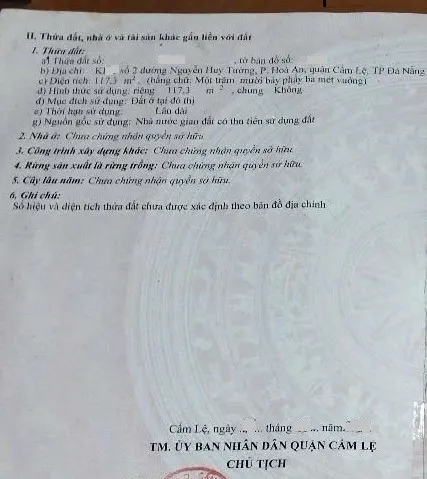 II. Thửa đất, nhà ở và tài sản khác gắn liền với đất
1. Thửa đất:
a) Thửa đất số: , tờ bản đồ số:
b) Địa chỉ: K1 , số 2 đường Nguyễn Huy Tưởng, P. Hoà An, quận Cẩm Lệ, TP Đà Nẵng
c) Diện tích: 117,3 m², (bằng chữ: Một trăm mười bảy phẩy ba mét vuông)
d) Hình thức sử dụng: riêng 117,3 m², chung Không
đ) Mục đích sử dụng: Đất ở tại đô thị
e) Thời hạn sử dụng: Lâu dài
g) Nguồn gốc sử dụng: Nhà nước giao đất có thu tiền sử dụng đất
2. Nhà ở: Chưa chứng nhận quyền sở hữu
3. Công trình xây dựng khác: Chưa chứng nhận quyền sở hữu.
4. Rừng sản xuất là rừng trồng: Chưa chứng nhận quyền sở hữu.
5. Cây lâu năm: Chưa chứng nhận quyền sở hữu.
6. Ghi chú:
Số hiệu và diện tích thửa đất chưa được xác định theo bản đồ địa chính
Cẩm Lệ, ngày ... ... tháng ... ... năm...
TM. ỦY BAN NHÂN DÂN QUẬN CẨM LỆ
CHỦ TỊCH